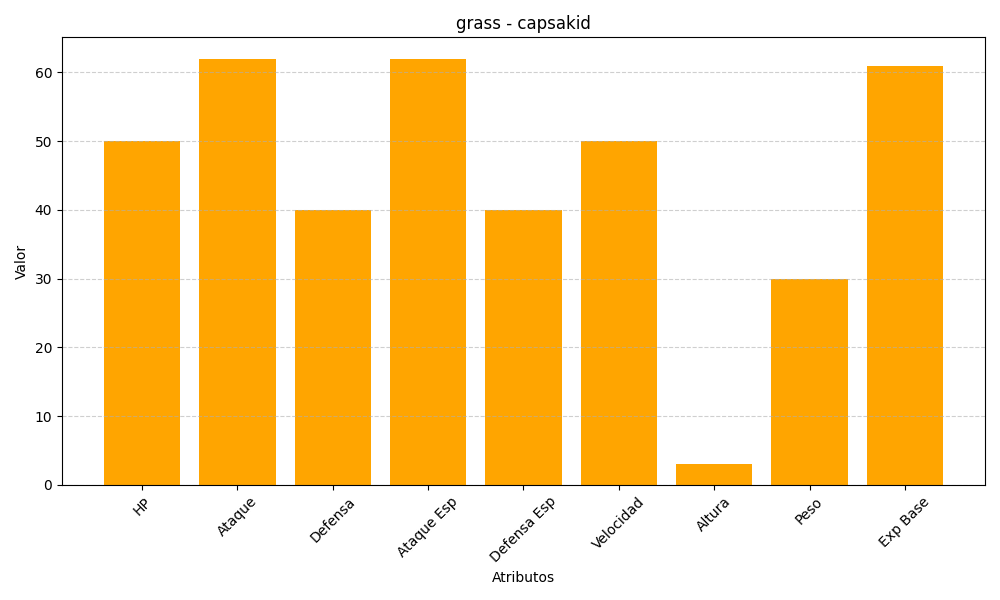 grass - capsakid
Valor
60
50
40
30
20
10
0
HP
Ataque
Defensa
Ataque Esp
Defensa Esp
Velocidad
Altura
Peso
Exp Base
Atributos